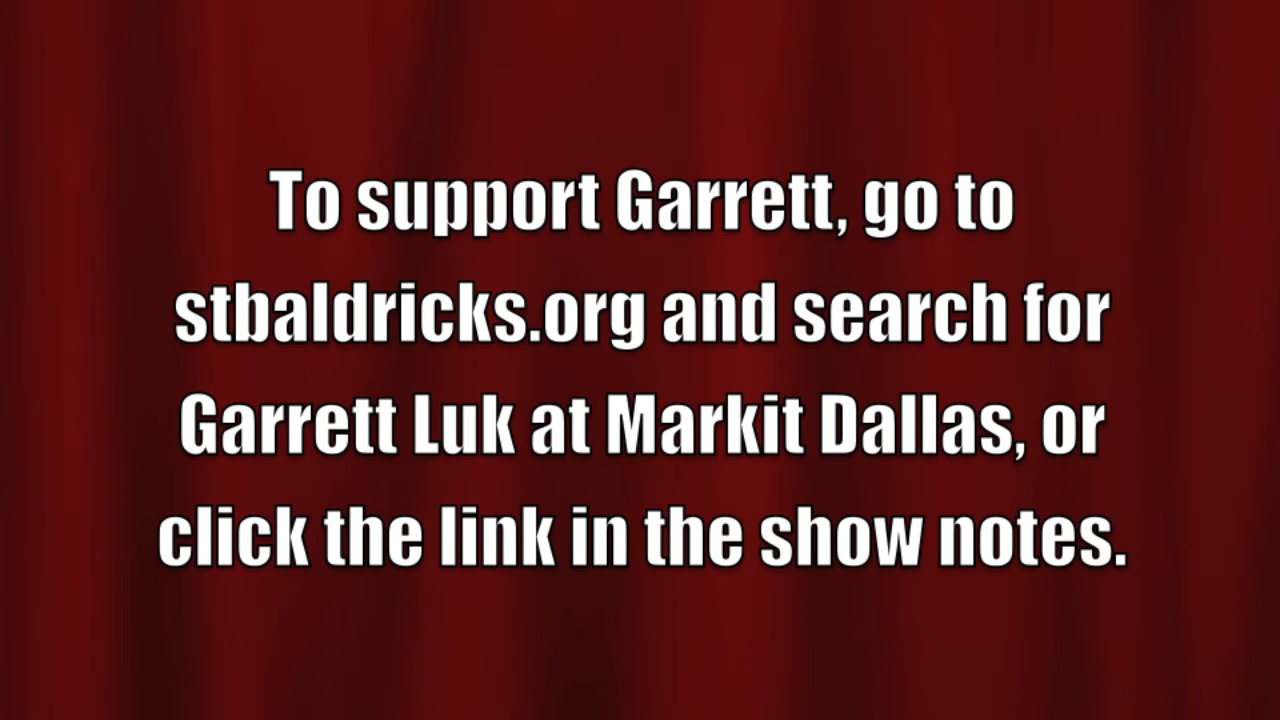 To support Garrett, go to
stbaldricks.org and search for
Garrett Luk at Markit Dallas, or
click the link in the show notes.